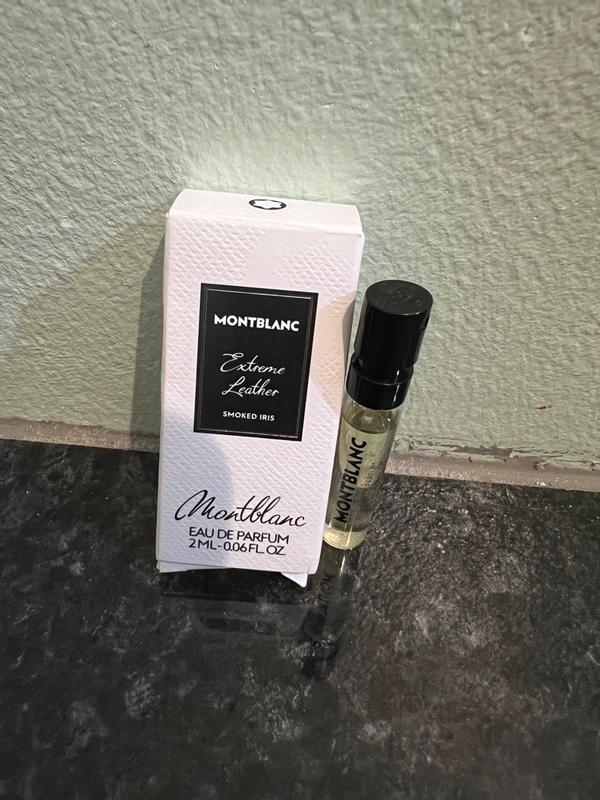 MONTBLANC
Extreme
Leather
SMOKED IRIS
Montblanc
EAU DE PARFUM
2 ML - 0.06 FL. OZ.
MONTBLANC